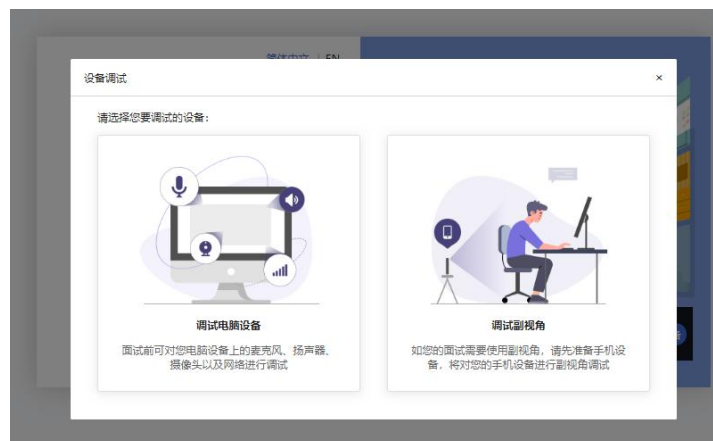 简体中文 | EN
设备调试 ×
请选择您要调试的设备：
调试电脑设备
面试前可对您电脑设备上的麦克风、扬声器、
摄像头以及网络进行调试
调试副视角
如您的面试需要使用副视角，请先准备手机设
备，将对您的手机设备进行副视角调试